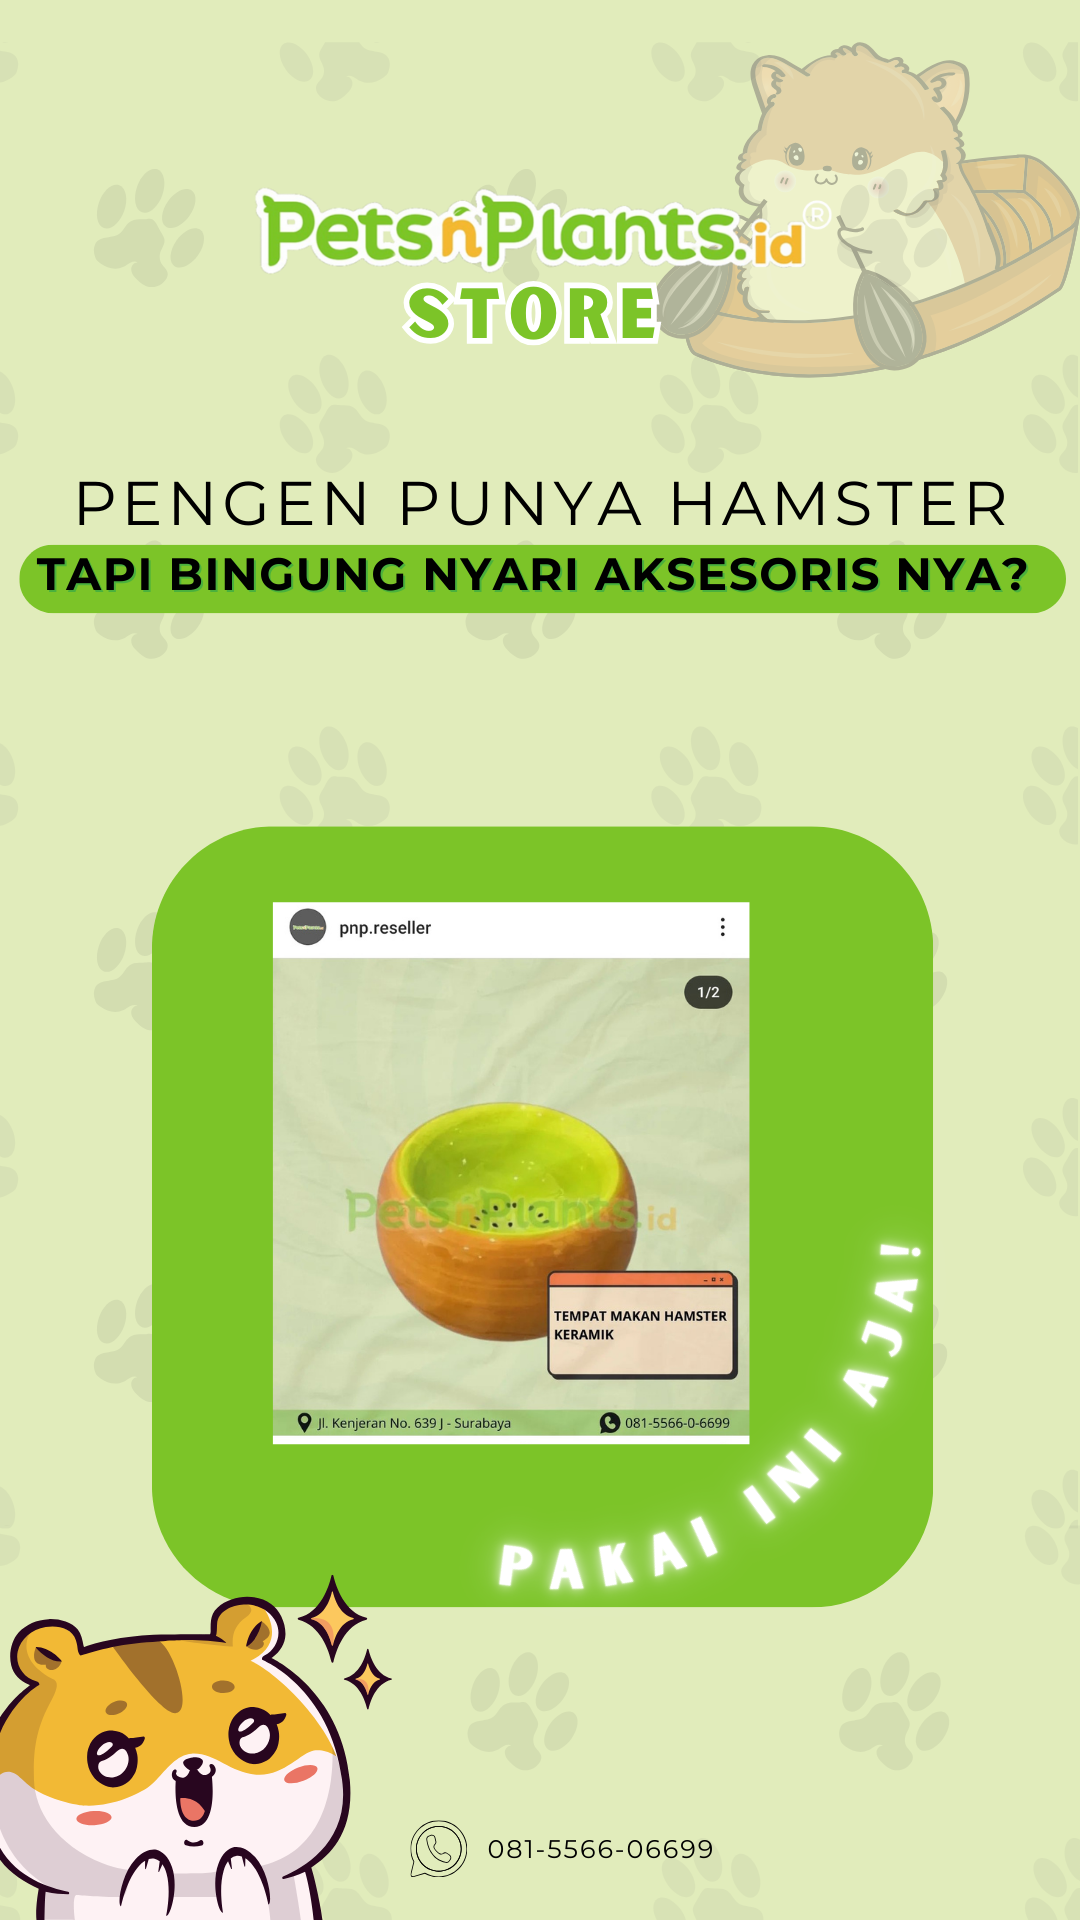 PetsnPlants.id®
STORE
PENGEN PUNYA HAMSTER
TAPI BINGUNG NYARI AKSESORIS NYA?
pnp.reseller
1/2
PetsnPlants.id
TEMPAT MAKAN HAMSTER
KERAMIK
Jl. Kenjeran No. 639 J - Surabaya
081-5566-0-6699
PAKAI INI AJA!
081-5566-06699